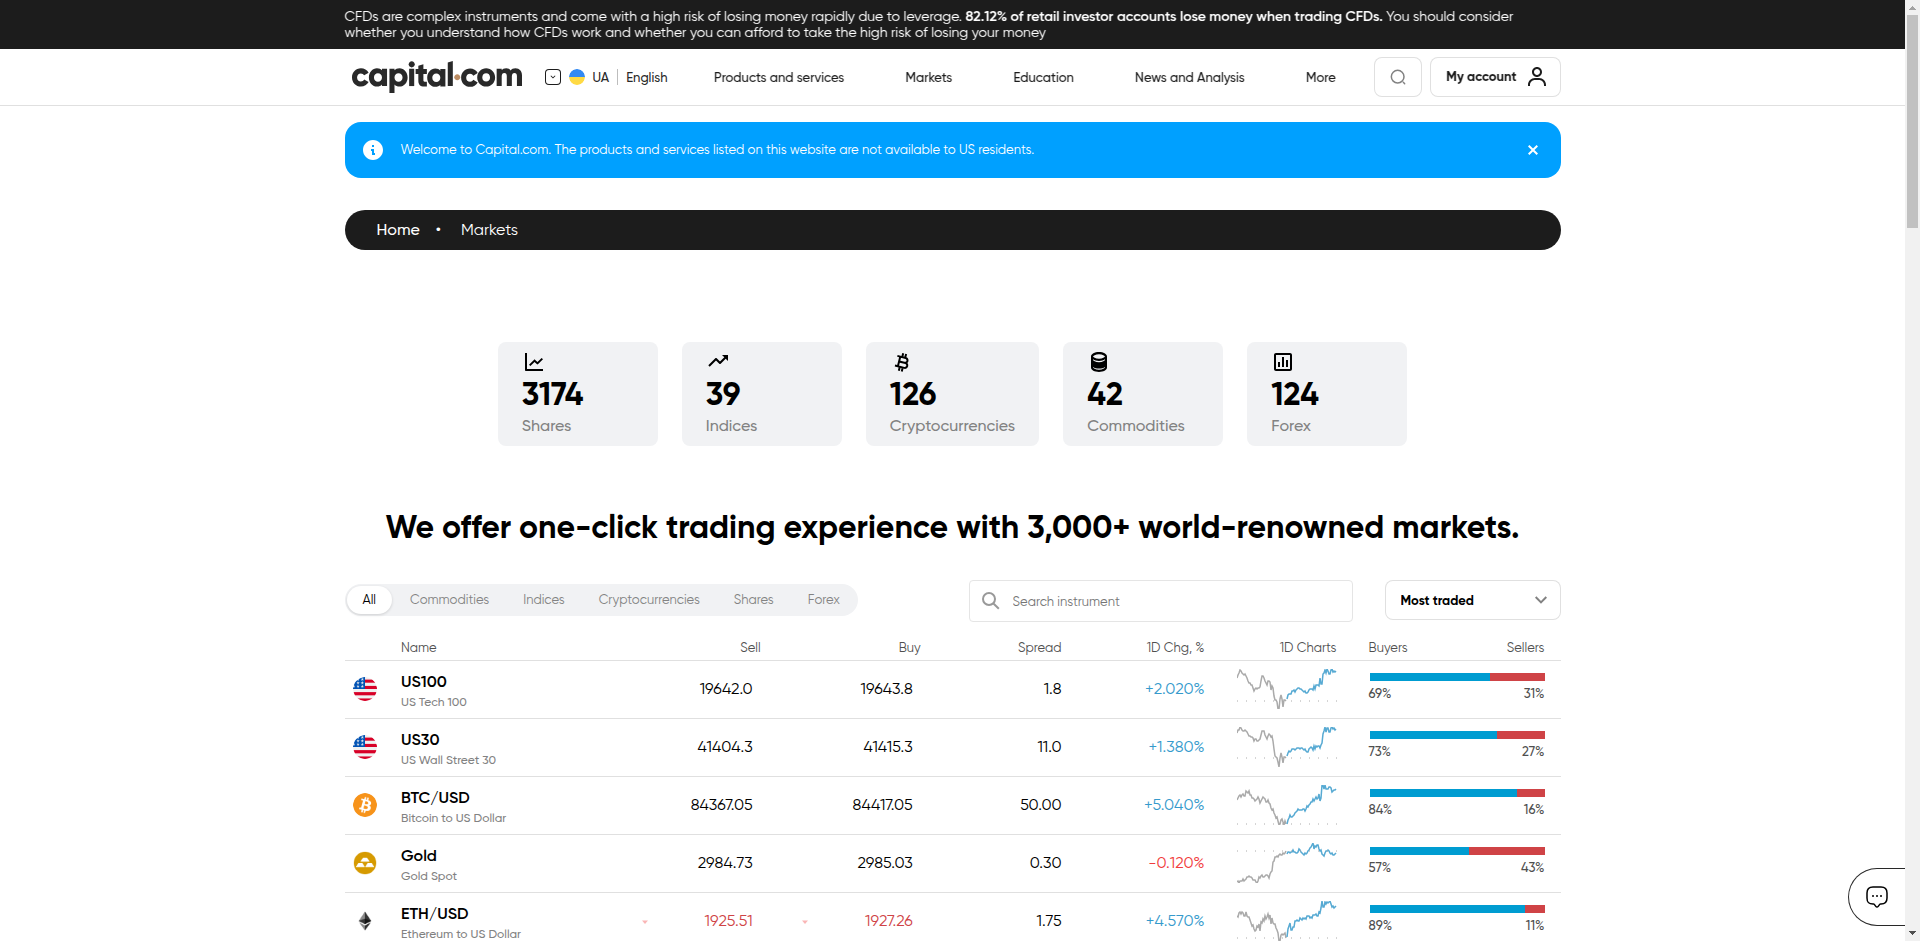 CFDs are complex instruments and come with a high risk of losing money rapidly due to leverage. 82.12% of retail investor accounts lose money when trading CFDs. You should consider
whether you understand how CFDs work and whether you can afford to take the high risk of losing your money
capital.com UA English Products and services Markets Education News and Analysis More My account
Welcome to Capital.com. The products and services listed on this website are not available to US residents.
Home • Markets
3174 39 126 42 124
Shares Indices Cryptocurrencies Commodities Forex
We offer one-click trading experience with 3,000+ world-renowned markets.
All Commodities Indices Cryptocurrencies Shares Forex Search instrument Most traded
Name Sell Buy Spread 1D Chg, % 1D Charts Buyers Sellers
US100 19642.0 19643.8 1.8 +2.020% 69% 31%
US Tech 100
US30 41404.3 41415.3 11.0 +1.380% 73% 27%
US Wall Street 30
BTC/USD 84367.05 84417.05 50.00 +5.040% 84% 16%
Bitcoin to US Dollar
Gold 2984.73 2985.03 0.30 -0.120% 57% 43%
Gold Spot
ETH/USD 1925.51 1927.26 1.75 +4.570% 89% 11%
Ethereum to US Dollar